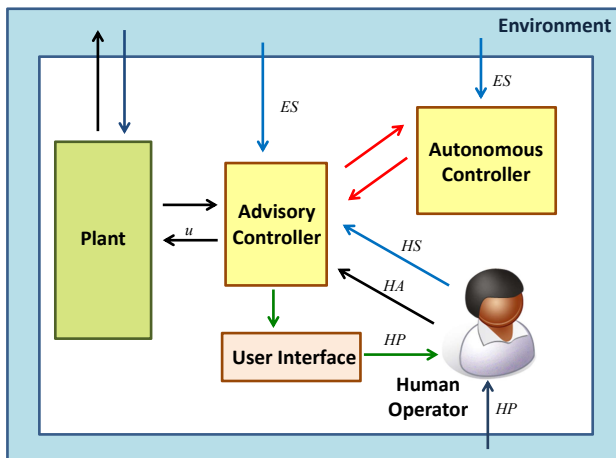 Environment
ES
ES
Autonomous
Controller
Plant
Advisory
Controller
u
HS
HA
User Interface
HP
Human
Operator
HP